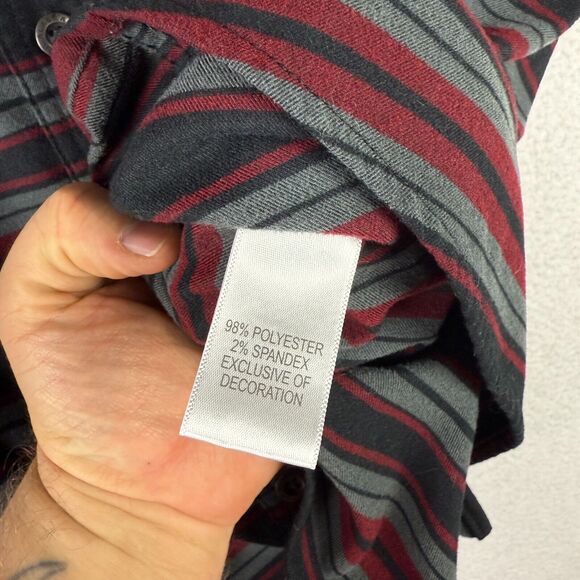 98% POLYESTER
2% SPANDEX
EXCLUSIVE OF
DECORATION